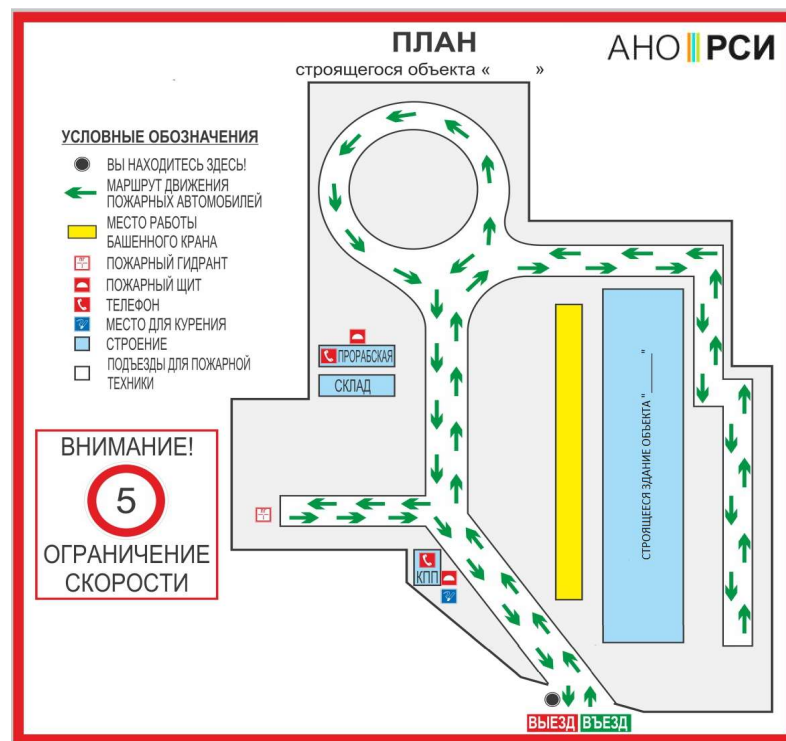 ПЛАН
строящегося объекта « »
АНО РСИ
УСЛОВНЫЕ ОБОЗНАЧЕНИЯ
ВЫ НАХОДИТЕСЬ ЗДЕСЬ!
МАРШРУТ ДВИЖЕНИЯ
ПОЖАРНЫХ АВТОМОБИЛЕЙ
МЕСТО РАБОТЫ
БАШЕННОГО КРАНА
ПОЖАРНЫЙ ГИДРАНТ
ПОЖАРНЫЙ ЩИТ
ТЕЛЕФОН
МЕСТО ДЛЯ КУРЕНИЯ
СТРОЕНИЕ
ПОДЪЕЗДЫ ДЛЯ ПОЖАРНОЙ
ТЕХНИКИ
ПРОРАБСКАЯ
СКЛАД
СТРОЯЩЕЕСЯ ЗДАНИЕ ОБЪЕКТА "______"
ВНИМАНИЕ!
5
ОГРАНИЧЕНИЕ
СКОРОСТИ
КПП
ВЫЕЗД ВЪЕЗД